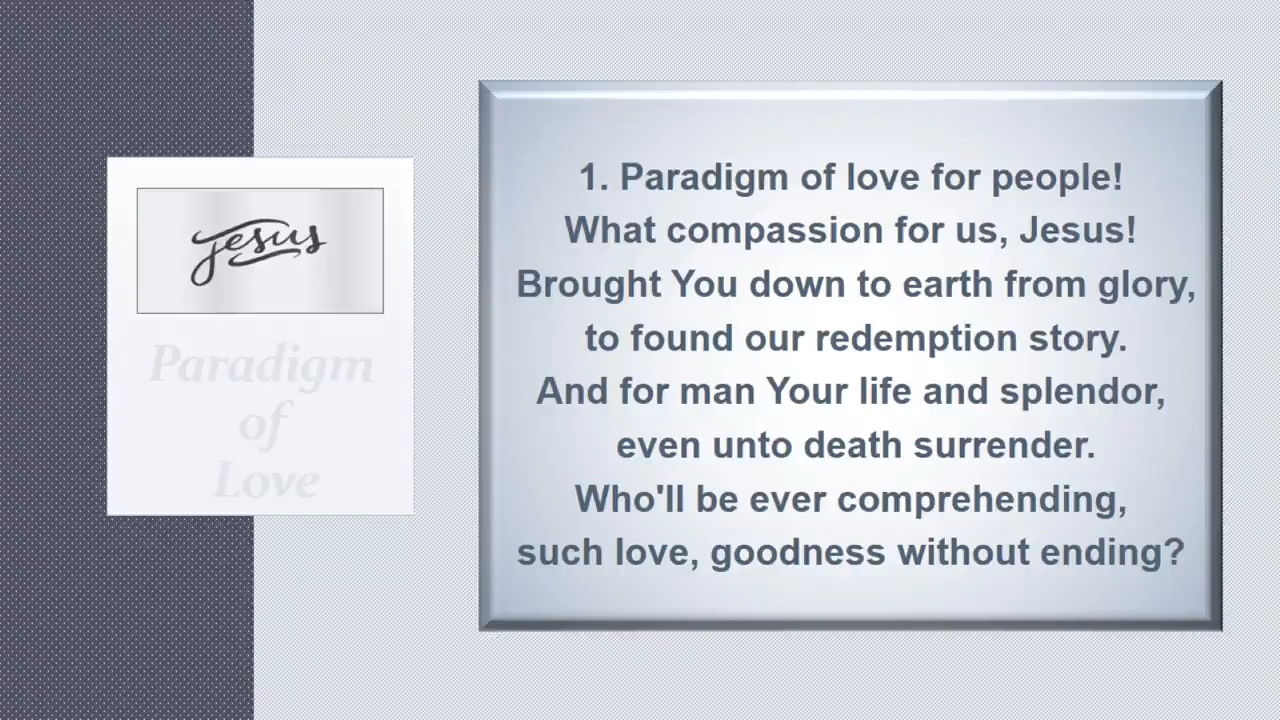 Jesus
Paradigm
of
Love
1. Paradigm of love for people!
What compassion for us, Jesus!
Brought You down to earth from glory,
to found our redemption story.
And for man Your life and splendor,
even unto death surrender.
Who'll be ever comprehending,
such love, goodness without ending?